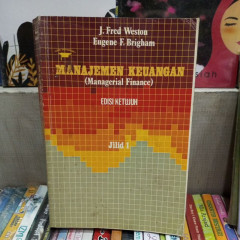 J. Fred Weston
Eugene F. Brigham
MANAJEMEN KEUANGAN
(Managerial Finance)
EDISI KETUJUH
Jilid 1